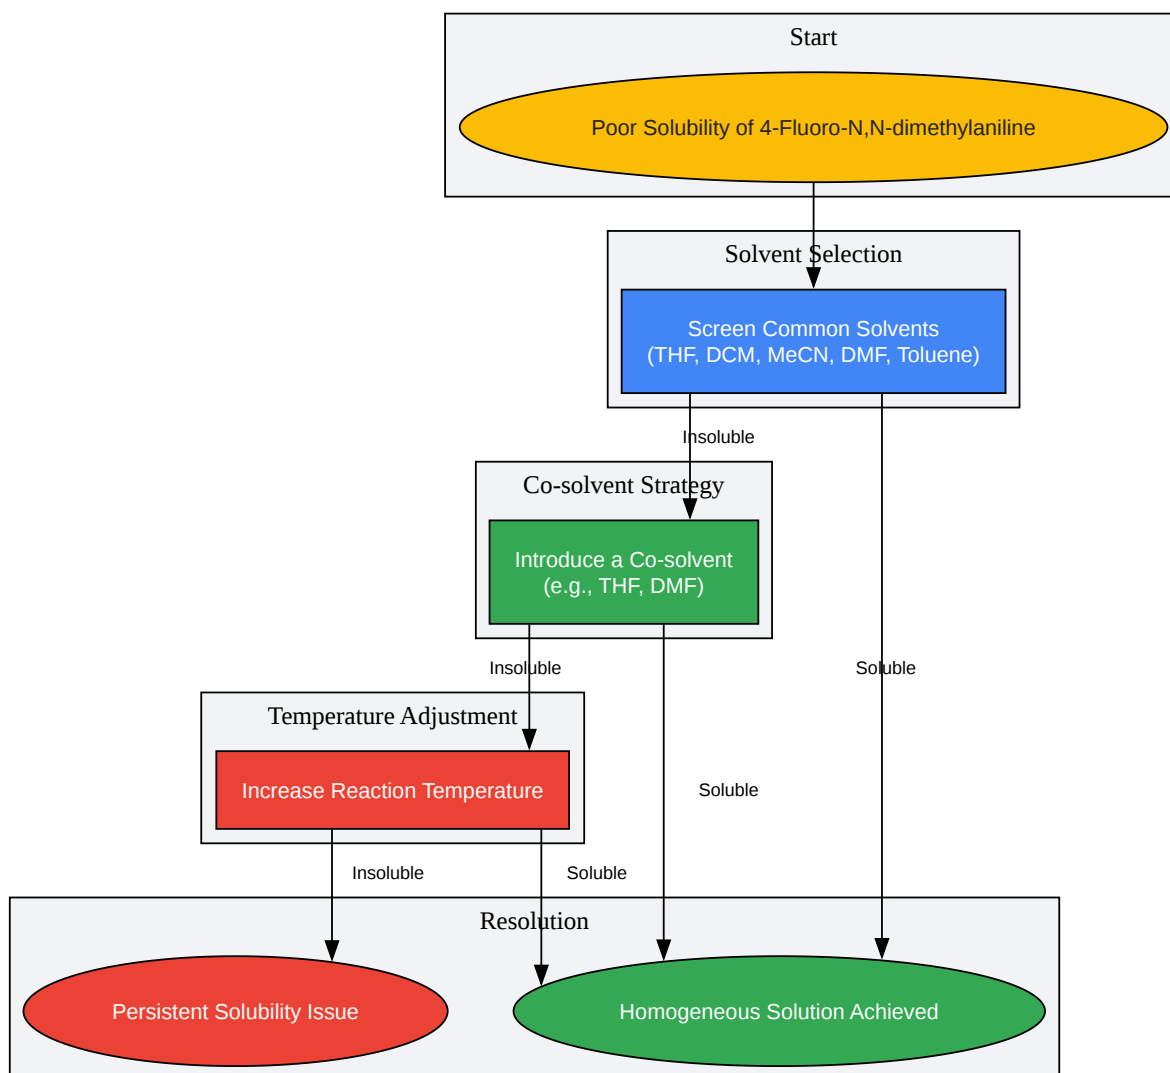 Start
Poor Solubility of 4-Fluoro-N,N-dimethylaniline
Solvent Selection
Screen Common Solvents
(THF, DCM, MeCN, DMF, Toluene)
Insoluble
Co-solvent Strategy
Introduce a Co-solvent
(e.g., THF, DMF)
Insoluble
Soluble
Temperature Adjustment
Increase Reaction Temperature
Soluble
Insoluble
Soluble
Resolution
Persistent Solubility Issue
Homogeneous Solution Achieved